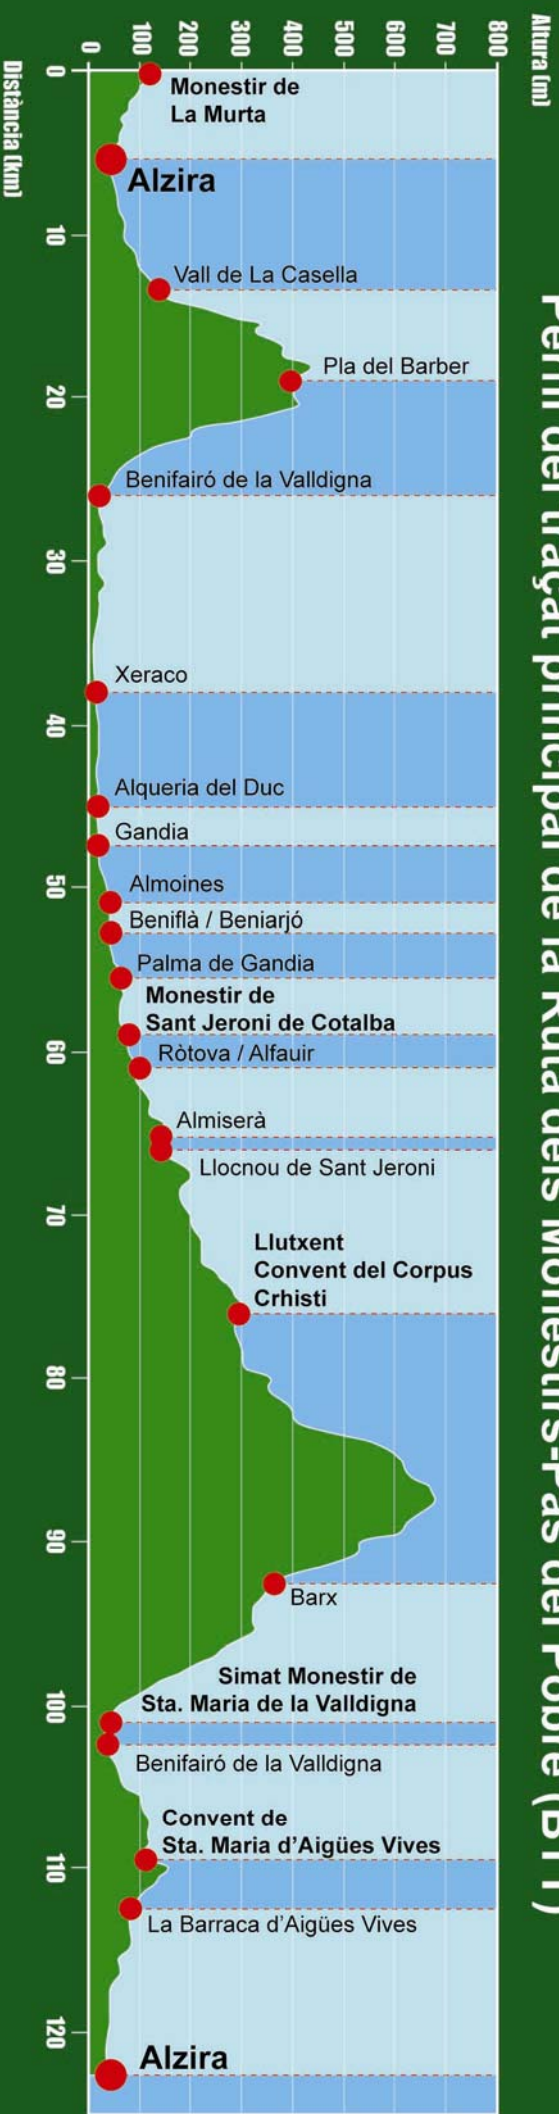 Perfil del traçat principal de la Ruta dels Monestirs-Pas del Pobre (BTT)
Altura (m)
800
700
600
500
400
300
200
100
0
Monestir de
La Murta
Alzira
Vall de La Casella
Pla del Barber
Benifairó de la Valldigna
Xeraco
Alqueria del Duc
Gandia
Almoines
Beniflà / Beniarjó
Palma de Gandia
Monestir de
Sant Jeroni de Cotalba
Ròtova / Alfauir
Almiserà
Llocnou de Sant Jeroni
Llutxent
Convent del Corpus
Crhisti
Barx
Simat Monestir de
Sta. Maria de la Valldigna
Benifairó de la Valldigna
Convent de
Sta. Maria d'Aigües Vives
La Barraca d'Aigües Vives
Alzira
0
10
20
30
40
50
60
70
80
90
100
110
120
Distància (km)